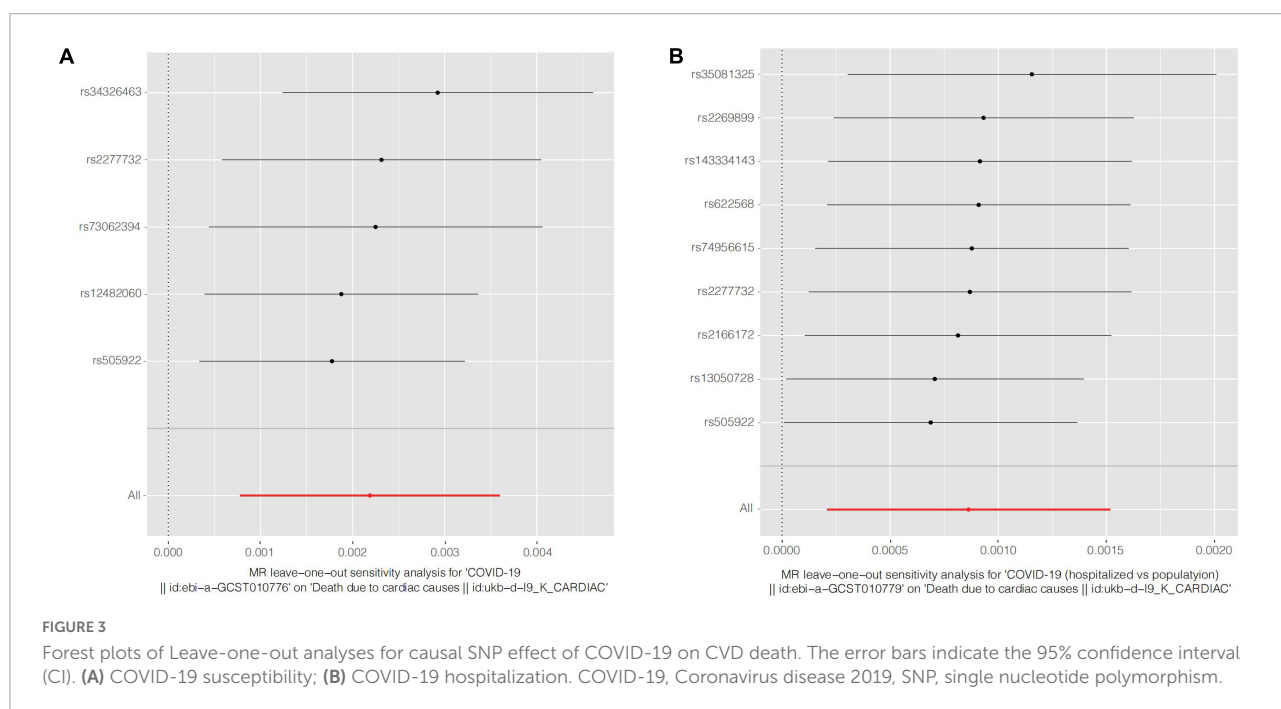 A
rs34326463
rs2277732
rs73062394
rs12482060
rs505922
All
0.000 0.001 0.002 0.003 0.004
MR leave-one-out sensitivity analysis for 'COVID-19
|| id:ebi-a-GCST010776' on 'Death due to cardiac causes || id:ukb-d-I9_K_CARDIAC'
B
rs35081325
rs2269899
rs143334143
rs622568
rs74956615
rs2277732
rs2166172
rs13050728
rs505922
All
0.0000 0.0005 0.0010 0.0015 0.0020
MR leave-one-out sensitivity analysis for 'COVID-19 (hospitalized vs populatyion)
|| id:ebi-a-GCST010779' on 'Death due to cardiac causes || id:ukb-d-I9_K_CARDIAC'
FIGURE 3
Forest plots of Leave-one-out analyses for causal SNP effect of COVID-19 on CVD death. The error bars indicate the 95% confidence interval
(CI). (A) COVID-19 susceptibility; (B) COVID-19 hospitalization. COVID-19, Coronavirus disease 2019, SNP, single nucleotide polymorphism.